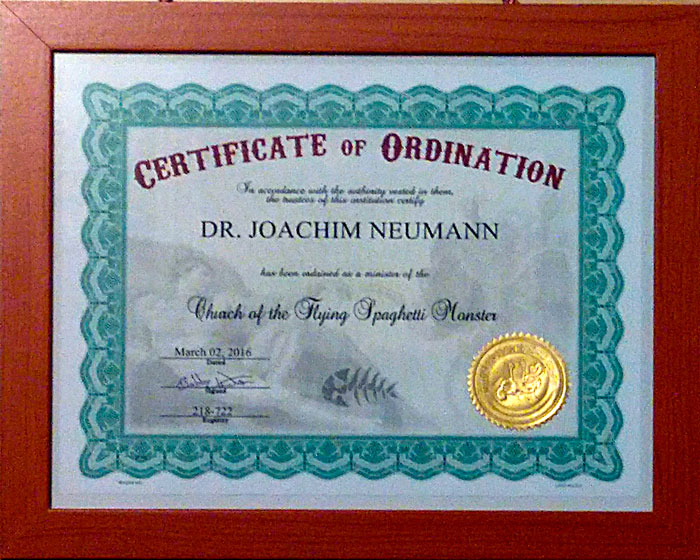 CERTIFICATE OF ORDINATION
In accordance with the authority vested in them,
the trustees of this institution certify
DR. JOACHIM NEUMANN
has been ordained as a minister of the
Church of the Flying Spaghetti Monster
March 02, 2016
Dated
Signed
218-722
Registry